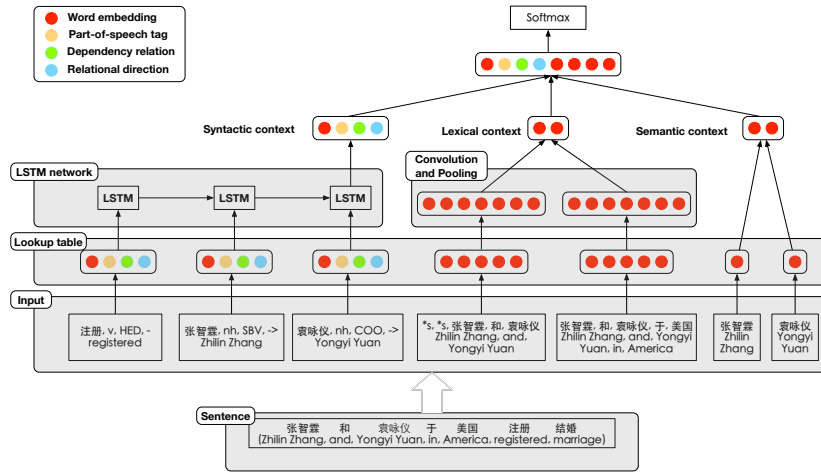 Softmax
Word embedding
Part-of-speech tag
Dependency relation
Relational direction
Syntactic context
Lexical context
Semantic context
LSTM network
Convolution
and Pooling
LSTM
LSTM
LSTM
Lookup table
Input
注册, v, HED, -
registered
张智霖, nh, SBV, ->
Zhilin Zhang
袁咏仪, nh, COO, ->
Yongyi Yuan
*s, *s, 张智霖, 和, 袁咏仪
Zhilin Zhang, and,
Yongyi Yuan
张智霖, 和, 袁咏仪, 于, 美国
Zhilin Zhang, and, Yongyi
Yuan, in, America
张智霖
Zhilin
Zhang
袁咏仪
Yongyi
Yuan
Sentence
张智霖 和 袁咏仪 于 美国 注册 结婚
(Zhilin Zhang, and, Yongyi Yuan, in, America, registered, marriage)